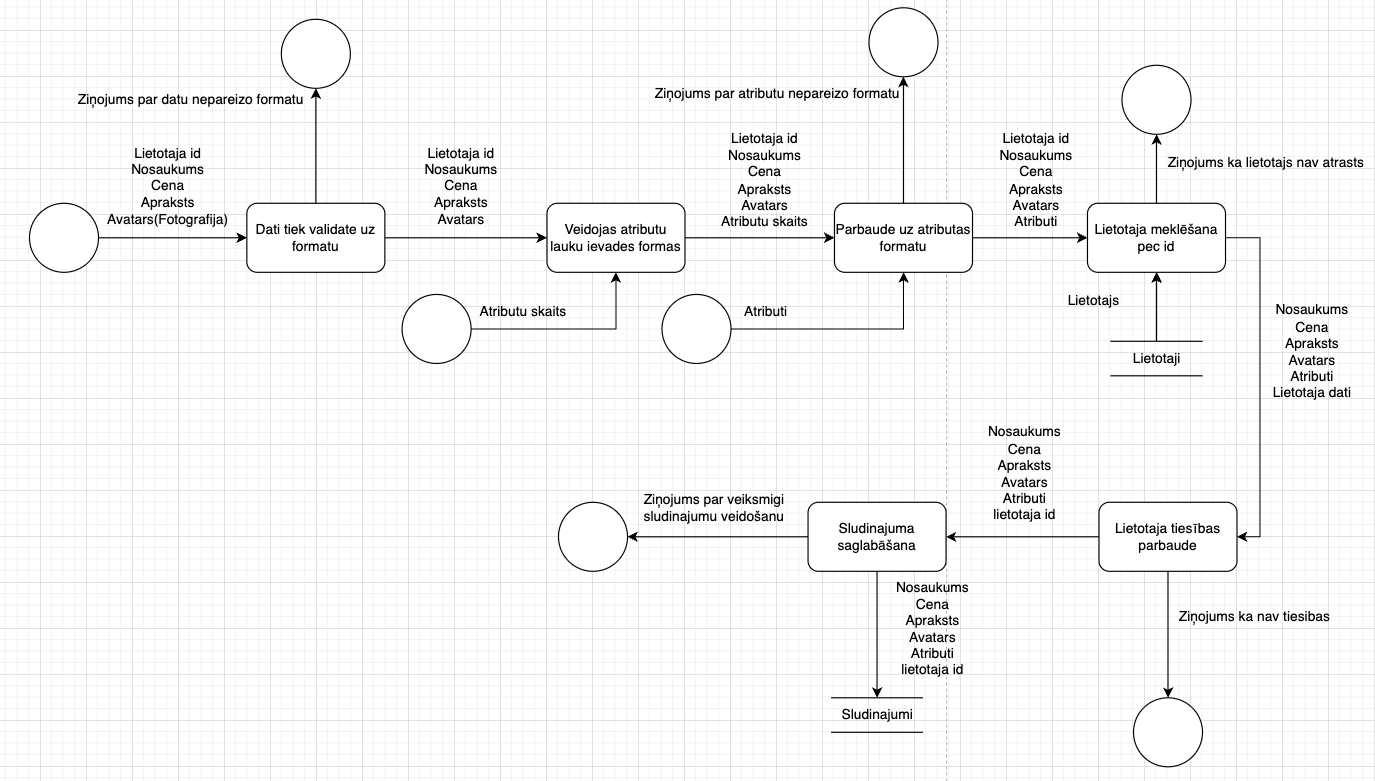 Ziņojums par datu nepareizo formatu
Lietotaja id
Nosaukums
Cena
Apraksts
Avatars(Fotografija)
Dati tiek validate uz
formatu
Lietotaja id
Nosaukums
Cena
Apraksts
Avatars
Veidojas atributu
lauku ievades formas
Atributu skaits
Ziņojums par atributu nepareizo formatu
Lietotaja id
Nosaukums
Cena
Apraksts
Avatars
Atributu skaits
Parbaude uz atributas
formatu
Atributi
Lietotaja id
Nosaukums
Cena
Apraksts
Avatars
Atributi
Ziņojums ka lietotajs nav atrasts
Lietotaja meklēšana
pec id
Lietotajs
Lietotaji
Nosaukums
Cena
Apraksts
Avatars
Atributi
Lietotaja dati
Lietotaja tiesības
parbaude
Ziņojums ka nav tiesibas
Nosaukums
Cena
Apraksts
Avatars
Atributi
lietotaja id
Sludinajuma
saglabāšana
Ziņojums par veiksmigi
sludinajumu veidošanu
Nosaukums
Cena
Apraksts
Avatars
Atributi
lietotaja id
Sludinajumi